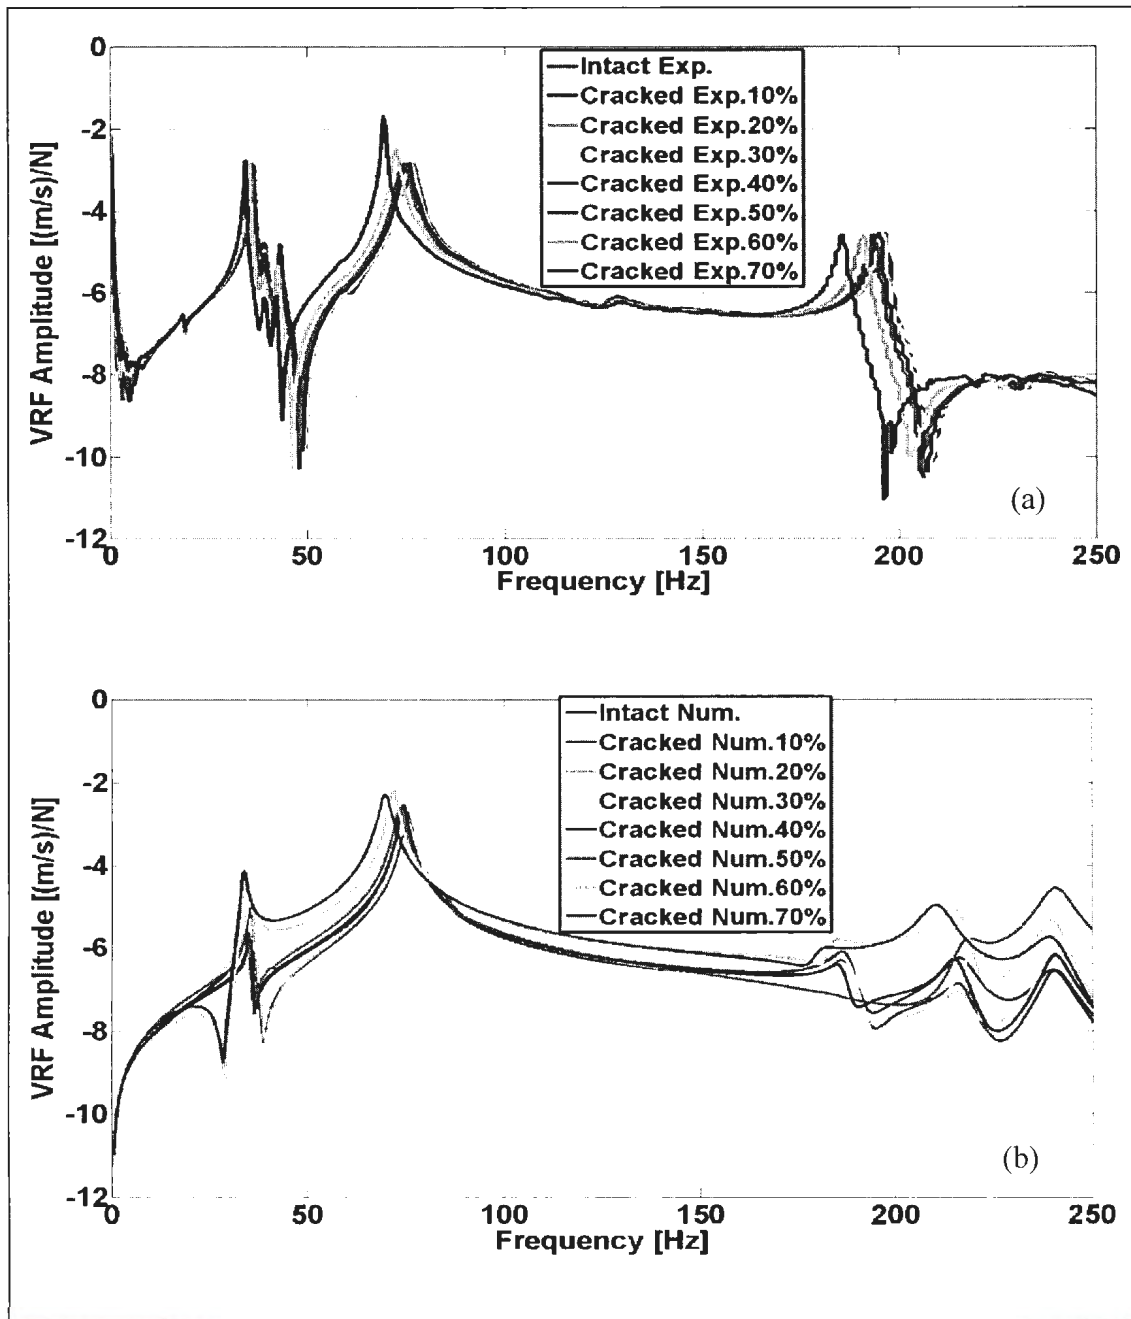 0
-2
-4
-6
-8
-10
-12
VRF Amplitude [(m/s)/N]
Intact Exp.
Cracked Exp.10%
Cracked Exp.20%
Cracked Exp.30%
Cracked Exp.40%
Cracked Exp.50%
Cracked Exp.60%
Cracked Exp.70%
(a)
0 50 100 150 200 250
Frequency [Hz]
0
-2
-4
-6
-8
-10
-12
VRF Amplitude [(m/s)/N]
Intact Num.
Cracked Num.10%
Cracked Num.20%
Cracked Num.30%
Cracked Num.40%
Cracked Num.50%
Cracked Num.60%
Cracked Num.70%
(b)
0 50 100 150 200 250
Frequency [Hz]